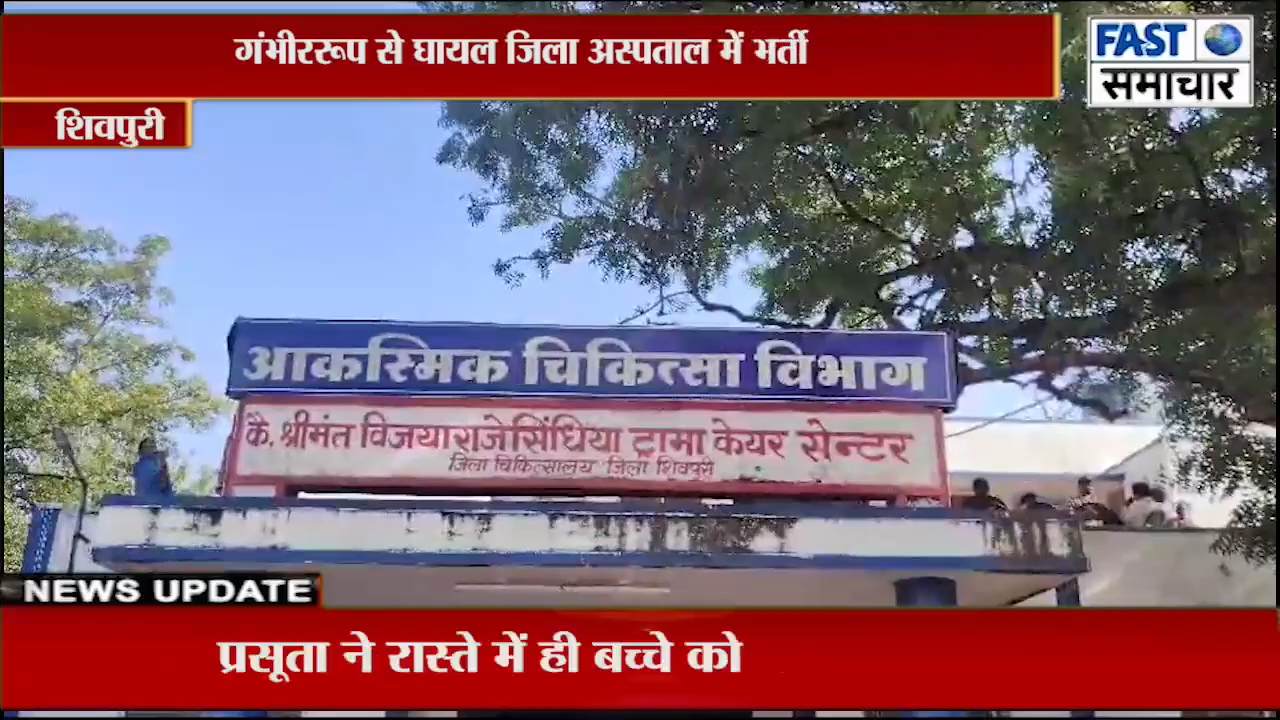 गंभीररूप से घायल जिला अस्पताल में भर्ती
FAST
समाचार
शिवपुरी
आकस्मिक चिकित्सा विभाग
कै. श्रीमंत विजयाराजे सिंधिया ट्रामा केयर सेन्टर
जिला चिकित्सालय जिला शिवपुरी
NEWS UPDATE
प्रसूता ने रास्ते में ही बच्चे को